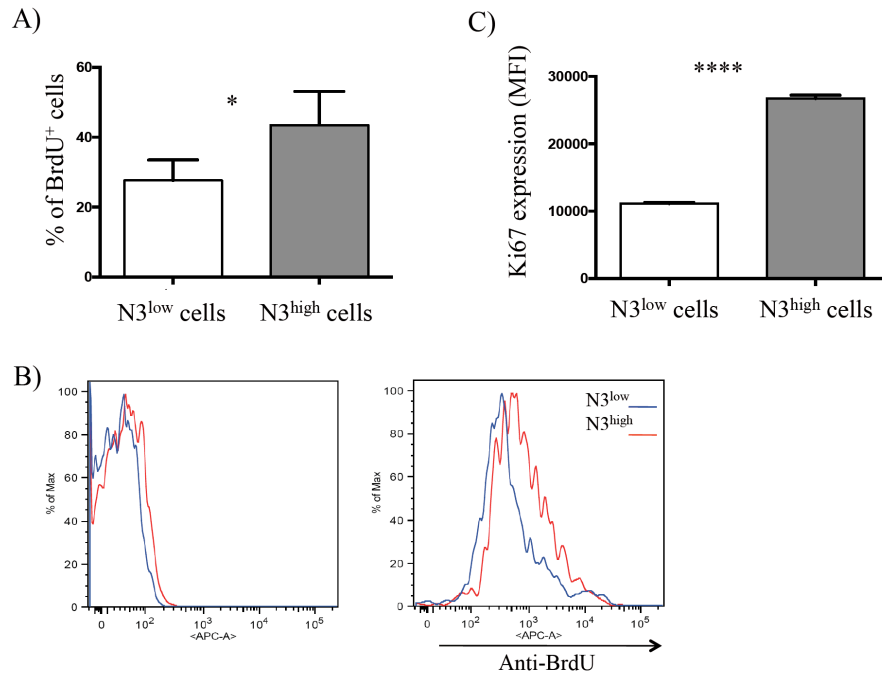 A)
% of BrdU⁺ cells
60
40
20
0
*
N3ˡᵒʷ cells
N3ʰⁱᵍʰ cells
C)
Ki67 expression (MFI)
30000
20000
10000
0
****
N3ˡᵒʷ cells
N3ʰⁱᵍʰ cells
B)
% of Max
100
80
60
40
20
0
0 10² 10³ 10⁴ 10⁵
<APC-A>
% of Max
100
80
60
40
20
0
N3ˡᵒʷ
N3ʰⁱᵍʰ
0 10² 10³ 10⁴ 10⁵
<APC-A>
Anti-BrdU